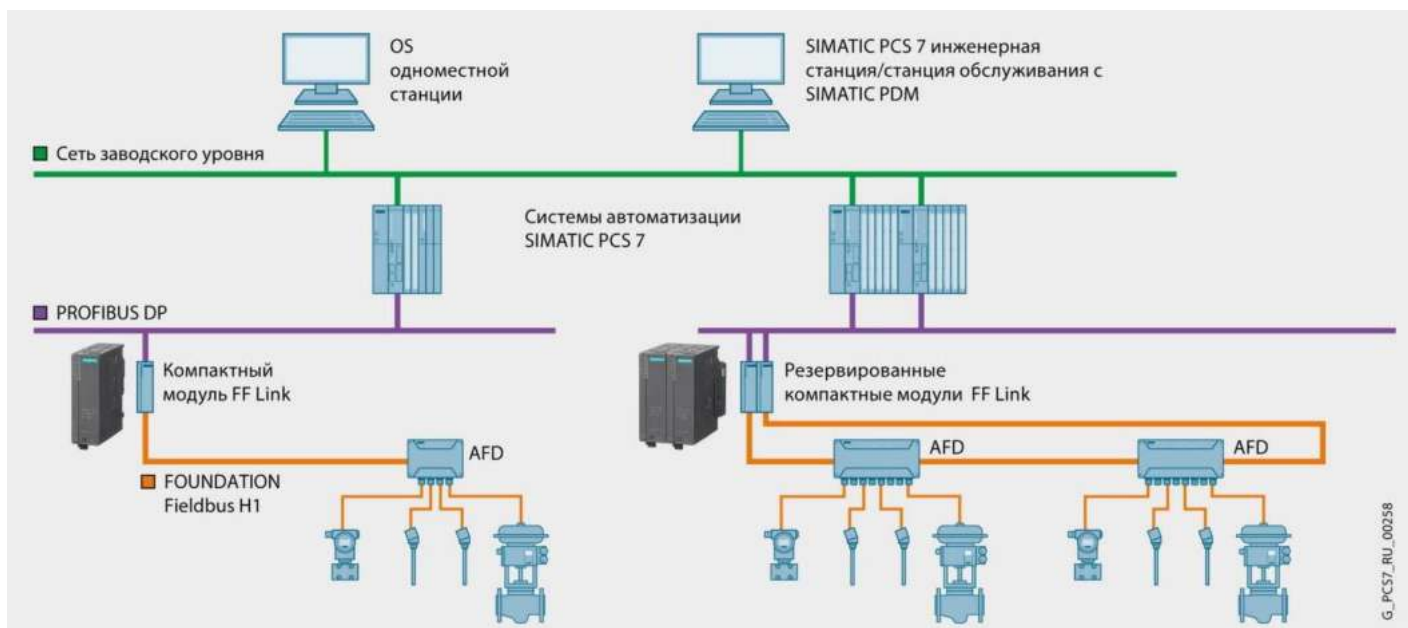 OS
одноместной
станции
SIMATIC PCS 7 инженерная
станция/станция обслуживания с
SIMATIC PDM
Сеть заводского уровня
Системы автоматизации
SIMATIC PCS 7
PROFIBUS DP
Компактный
модуль FF Link
Резервированные
компактные модули FF Link
AFD
AFD
AFD
FOUNDATION
Fieldbus H1
G_PCS7_RU_00258